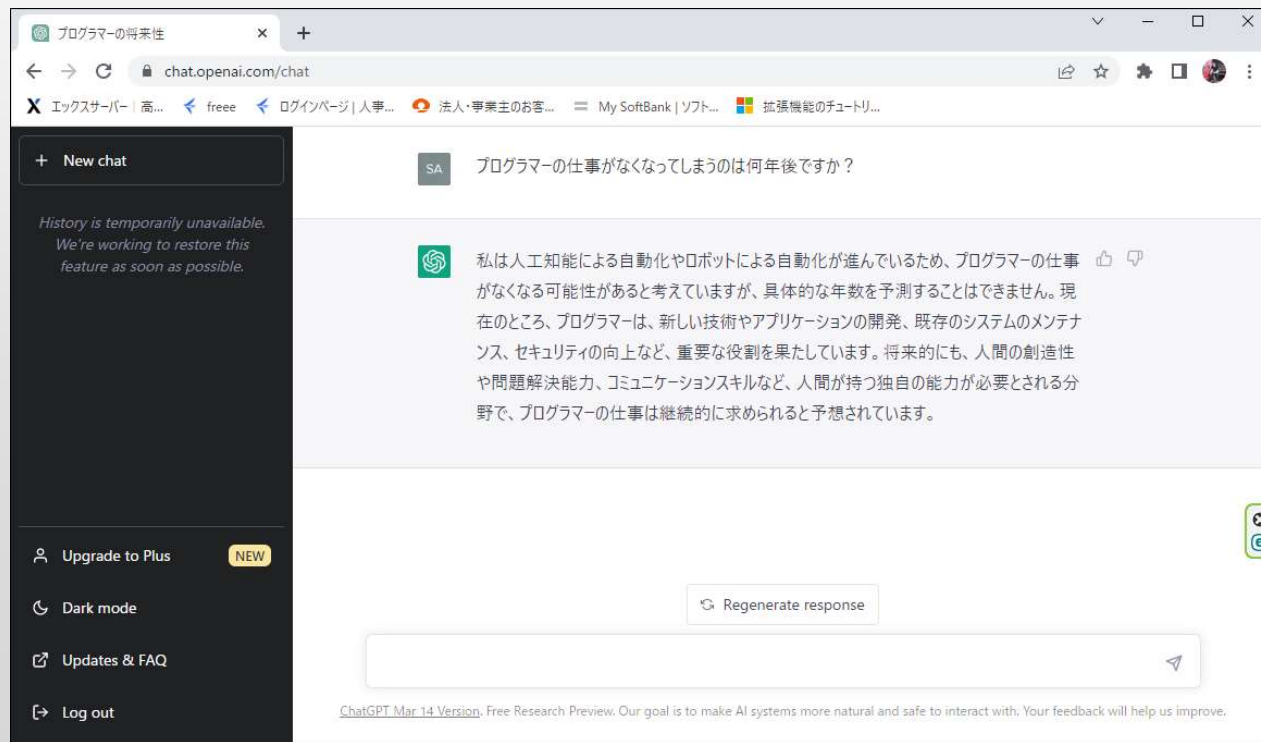 プログラマーの将来性
chat.openai.com/chat
エックスサーバー | 高...
freee
ログインページ | 人事...
法人・事業主のお客...
My SoftBank | ソフト...
拡張機能のチュートリ...
New chat
History is temporarily unavailable.
We're working to restore this
feature as soon as possible.
SA
プログラマーの仕事がなくなってしまうのは何年後ですか？
私は人工知能による自動化やロボットによる自動化が進んでいるため、プログラマーの仕事
がなくなる可能性があると考えていますが、具体的な年数を予測することはできません。現
在のところ、プログラマーは、新しい技術やアプリケーションの開発、既存のシステムのメンテナ
ンス、セキュリティの向上など、重要な役割を果たしています。将来的にも、人間の創造性
や問題解決能力、コミュニケーションスキルなど、人間が持つ独自の能力が必要とされる分
野で、プログラマーの仕事は継続的に求められると予想されています。
Upgrade to Plus
NEW
Dark mode
Updates & FAQ
Log out
Regenerate response
ChatGPT Mar 14 Version. Free Research Preview. Our goal is to make AI systems more natural and safe to interact with. Your feedback will help us improve.